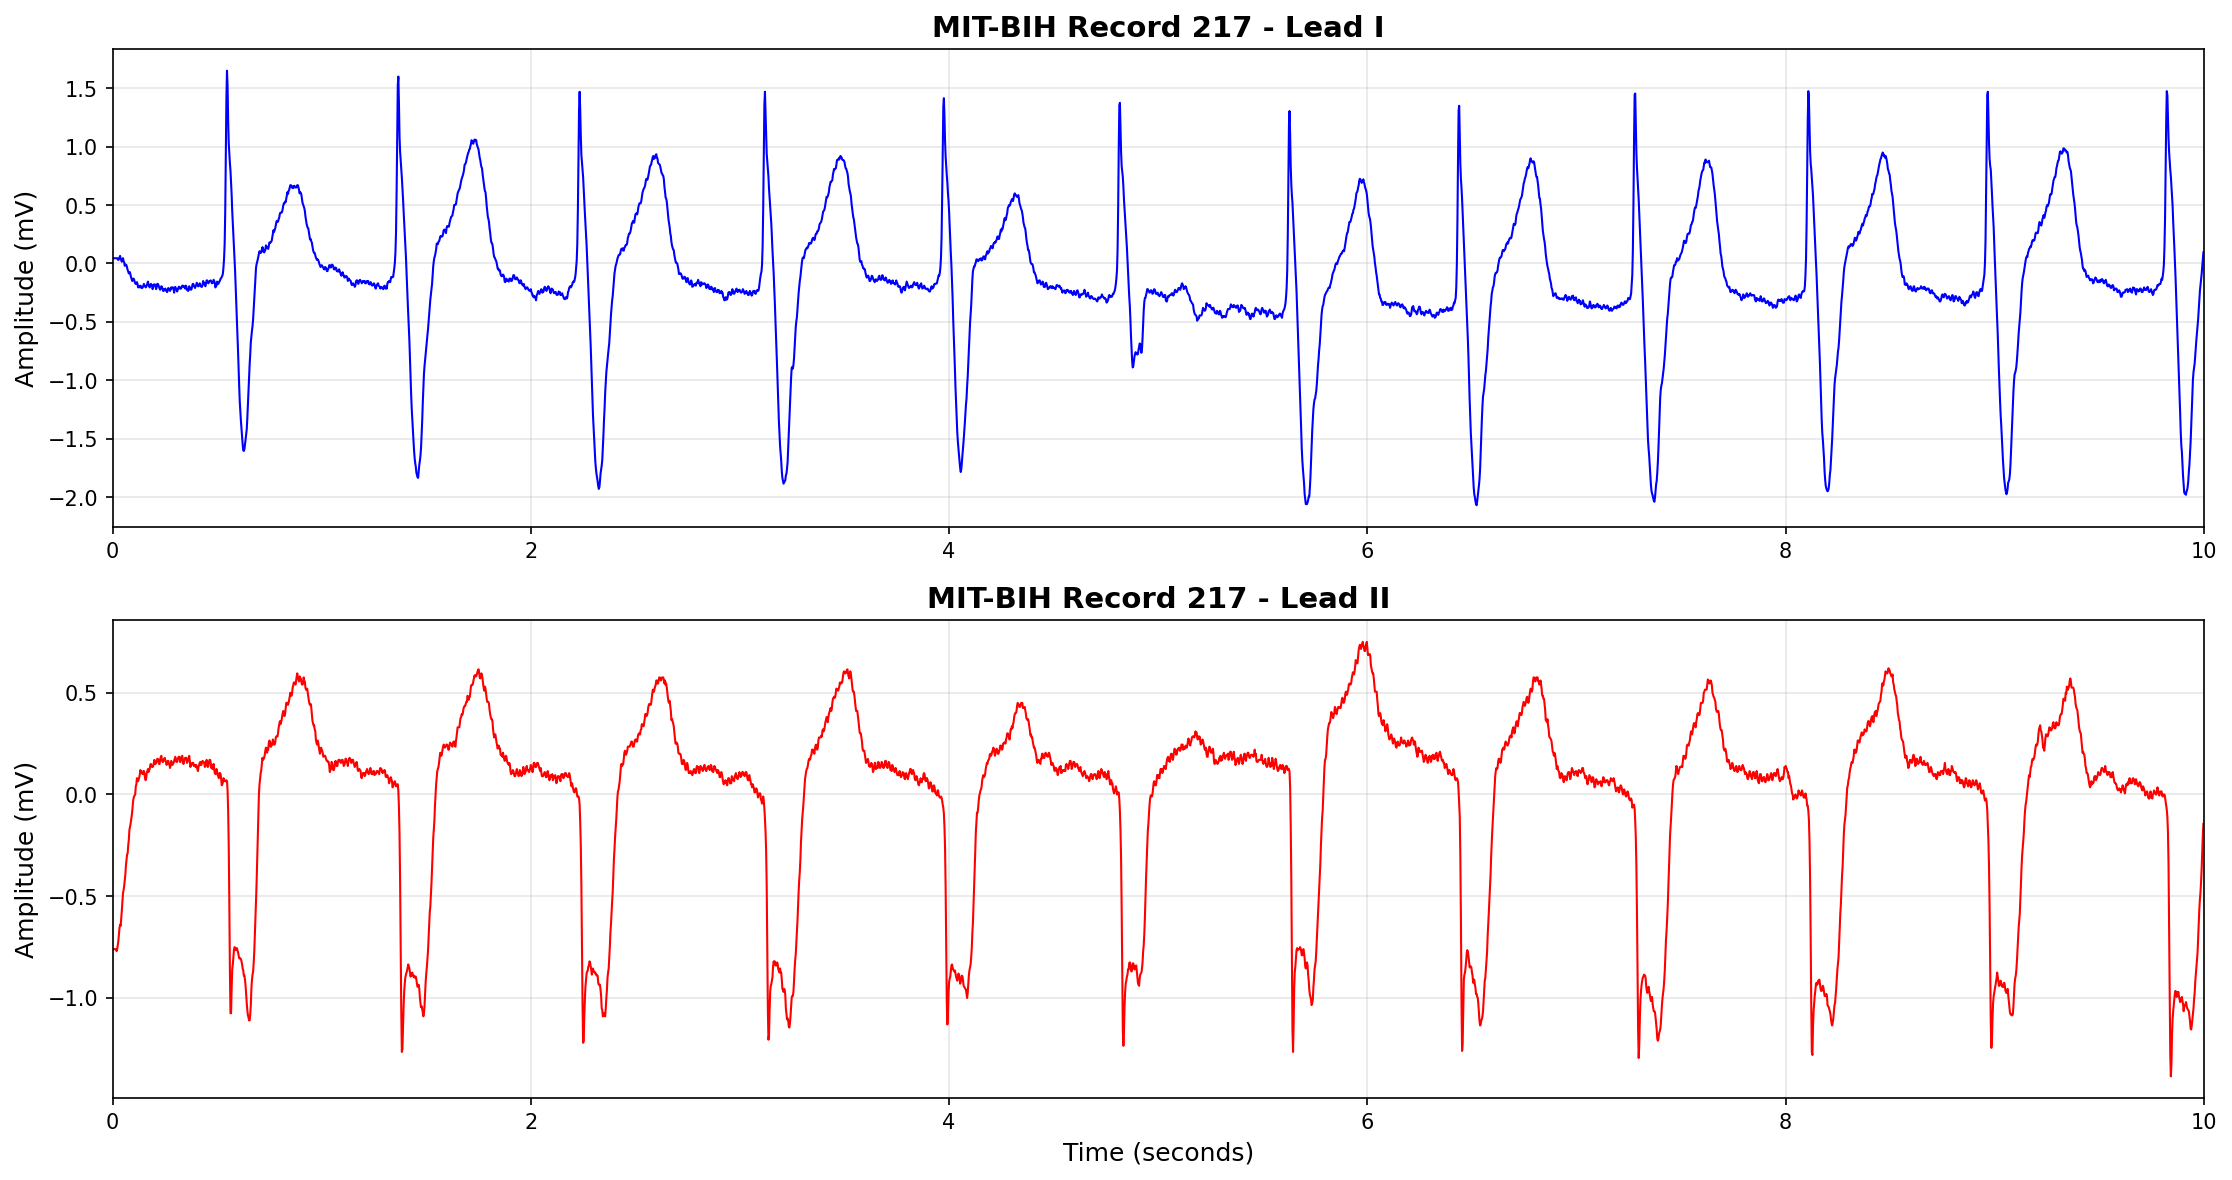 MIT-BIH Record 217 - Lead I
Amplitude (mV)
1.5
1.0
0.5
0.0
−0.5
−1.0
−1.5
−2.0
0 2 4 6 8 10
MIT-BIH Record 217 - Lead II
Amplitude (mV)
0.5
0.0
−0.5
−1.0
0 2 4 6 8 10
Time (seconds)